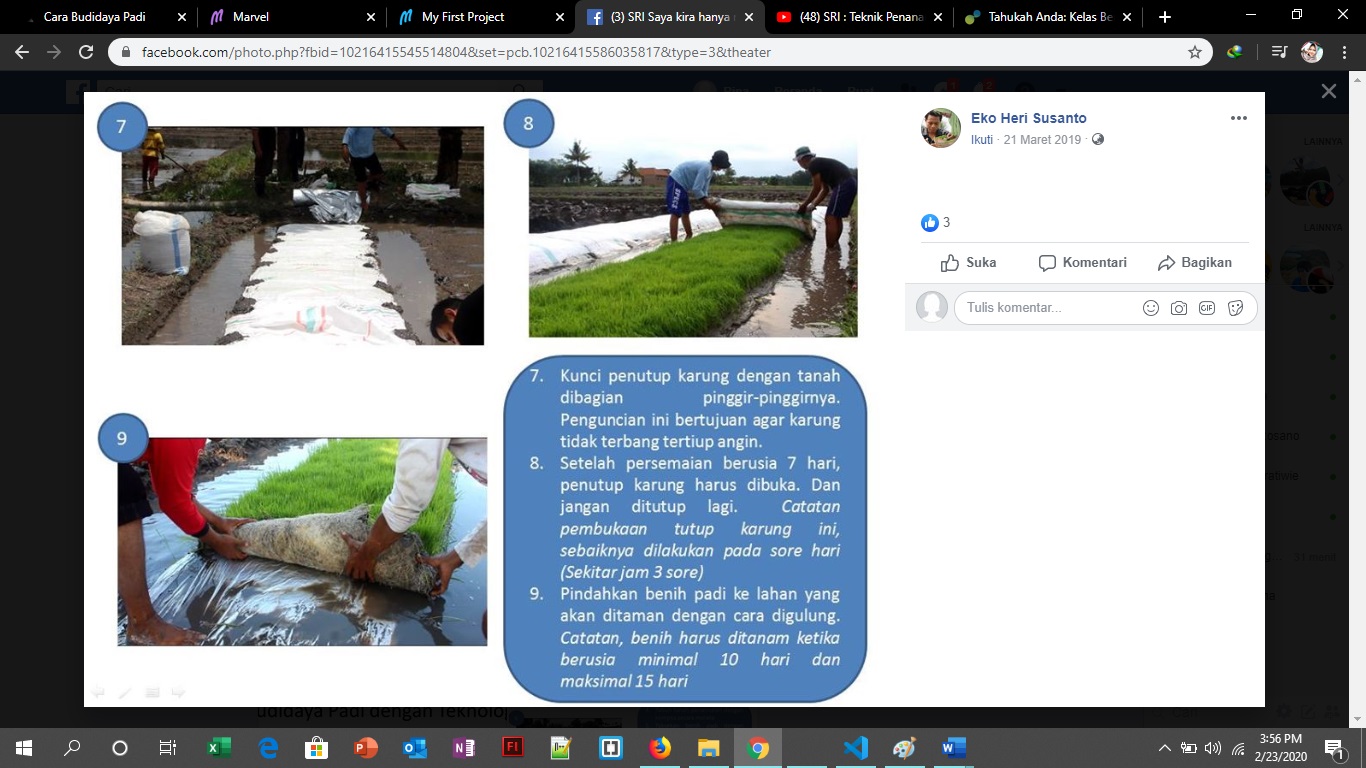 Cara Budidaya Padi
Marvel
My First Project
(3) SRI Saya kira hanya
(48) SRI : Teknik Penana
Tahukah Anda: Kelas Be
facebook.com/photo.php?fbid=10216415545514804&set=pcb.10216415586035817&type=3&theater
7
8
9
7. Kunci penutup karung dengan tanah
dibagian pinggir-pinggirnya.
Penguncian ini bertujuan agar karung
tidak terbang tertiup angin.
8. Setelah persemaian berusia 7 hari,
penutup karung harus dibuka. Dan
jangan ditutup lagi. Catatan
pembukaan tutup karung ini,
sebaiknya dilakukan pada sore hari
(Sekitar jam 3 sore)
9. Pindahkan benih padi ke lahan yang
akan ditaman dengan cara digulung.
Catatan, benih harus ditanam ketika
berusia minimal 10 hari dan
maksimal 15 hari
Eko Heri Susanto
Ikuti · 21 Maret 2019 ·
3
Suka Komentari Bagikan
Tulis komentar...
GIF
LAINNYA
LAINNYA
udidaya Padi dengan Teknolo
3:56 PM
2/23/2020
1